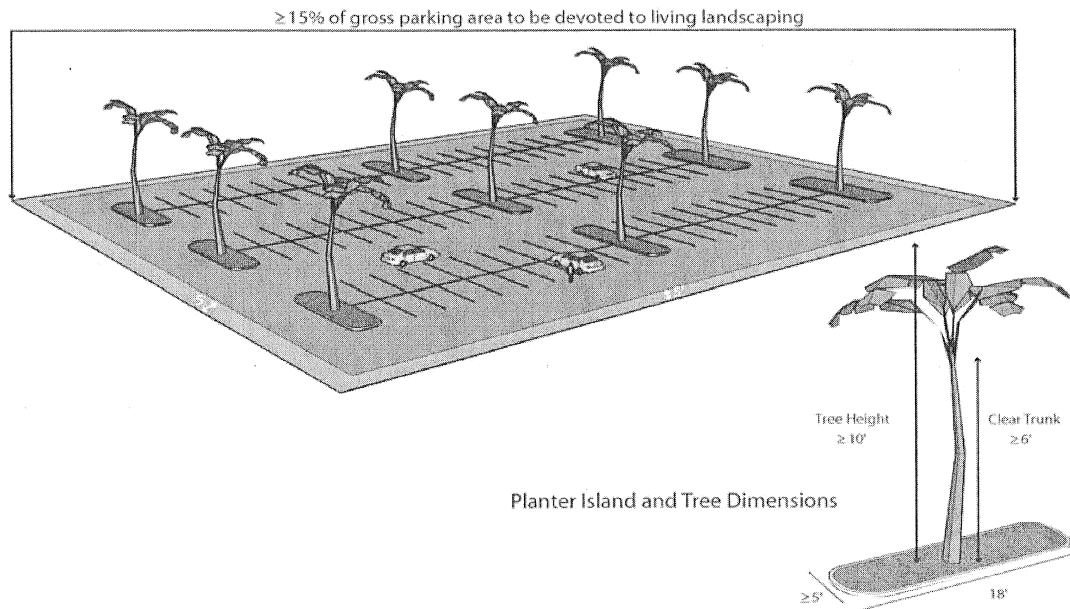 ≥15% of gross parking area to be devoted to living landscaping
Tree Height
≥10'
Clear Trunk
≥6'
Planter Island and Tree Dimensions
≥5'
18'